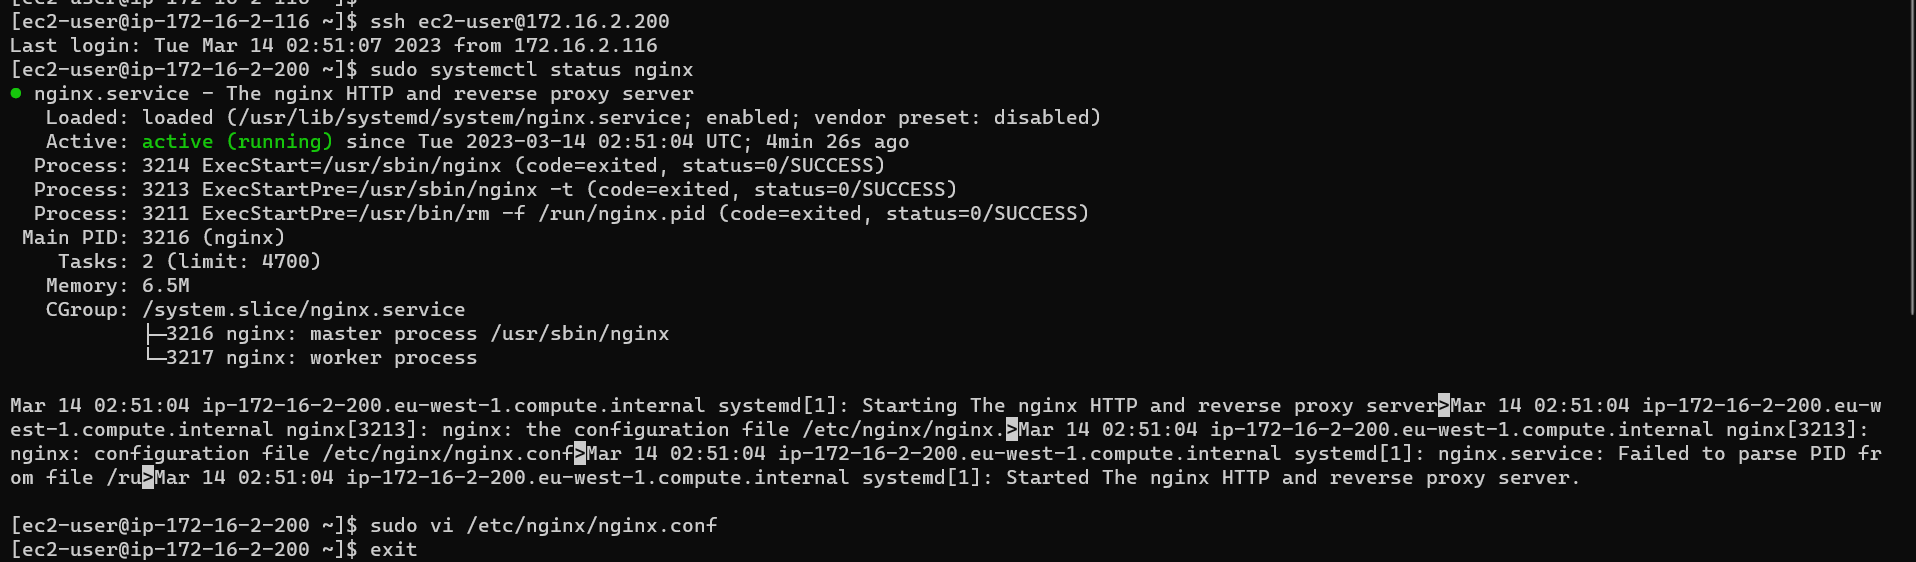 [ec2-user@ip-172-16-2-116 ~]$
[ec2-user@ip-172-16-2-116 ~]$ ssh ec2-user@172.16.2.200
Last login: Tue Mar 14 02:51:07 2023 from 172.16.2.116
[ec2-user@ip-172-16-2-200 ~]$ sudo systemctl status nginx
● nginx.service - The nginx HTTP and reverse proxy server
   Loaded: loaded (/usr/lib/systemd/system/nginx.service; enabled; vendor preset: disabled)
   Active: active (running) since Tue 2023-03-14 02:51:04 UTC; 4min 26s ago
  Process: 3214 ExecStart=/usr/sbin/nginx (code=exited, status=0/SUCCESS)
  Process: 3213 ExecStartPre=/usr/sbin/nginx -t (code=exited, status=0/SUCCESS)
  Process: 3211 ExecStartPre=/usr/bin/rm -f /run/nginx.pid (code=exited, status=0/SUCCESS)
 Main PID: 3216 (nginx)
    Tasks: 2 (limit: 4700)
   Memory: 6.5M
   CGroup: /system.slice/nginx.service
           ├─3216 nginx: master process /usr/sbin/nginx
           └─3217 nginx: worker process
Mar 14 02:51:04 ip-172-16-2-200.eu-west-1.compute.internal systemd[1]: Starting The nginx HTTP and reverse proxy server>Mar 14 02:51:04 ip-172-16-2-200.eu-w
est-1.compute.internal nginx[3213]: nginx: the configuration file /etc/nginx/nginx.>Mar 14 02:51:04 ip-172-16-2-200.eu-west-1.compute.internal nginx[3213]:
nginx: configuration file /etc/nginx/nginx.conf>Mar 14 02:51:04 ip-172-16-2-200.eu-west-1.compute.internal systemd[1]: nginx.service: Failed to parse PID fr
om file /ru>Mar 14 02:51:04 ip-172-16-2-200.eu-west-1.compute.internal systemd[1]: Started The nginx HTTP and reverse proxy server.
[ec2-user@ip-172-16-2-200 ~]$ sudo vi /etc/nginx/nginx.conf
[ec2-user@ip-172-16-2-200 ~]$ exit